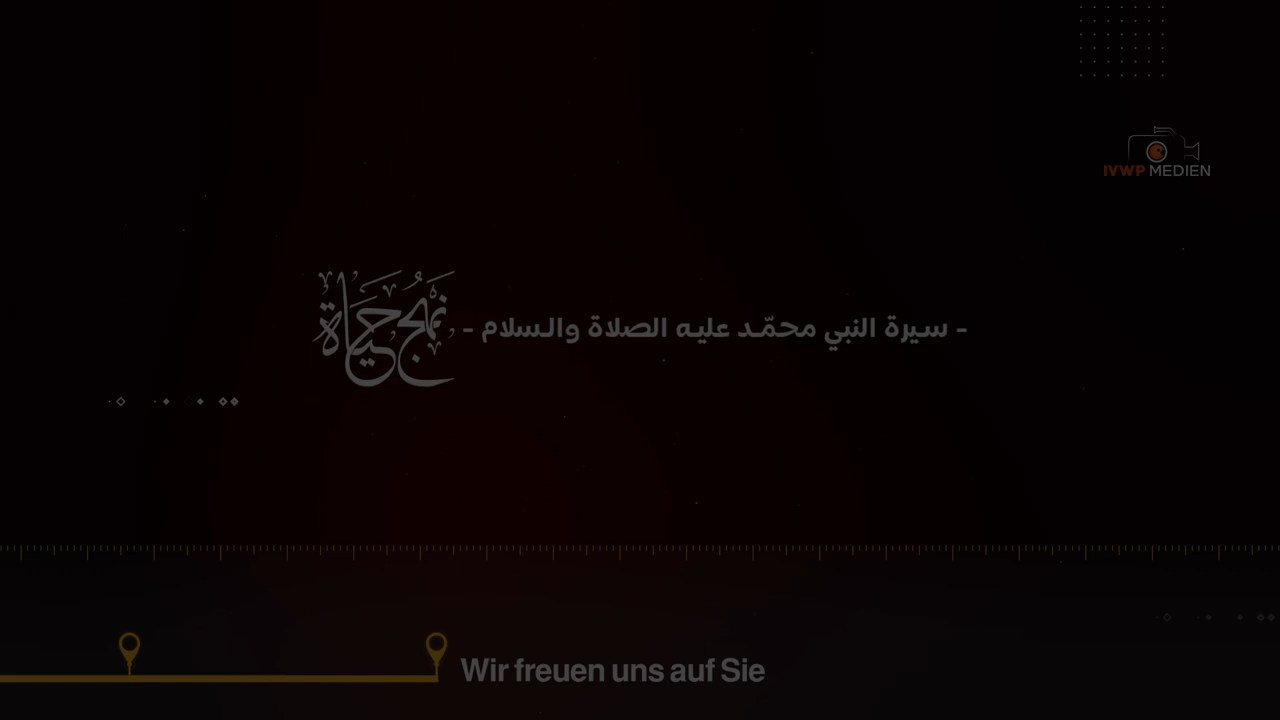 IVWP MEDIEN
- سيرة النبي محمّد عليه الصلاة والسلام - نهج حياة
Wir freuen uns auf Sie